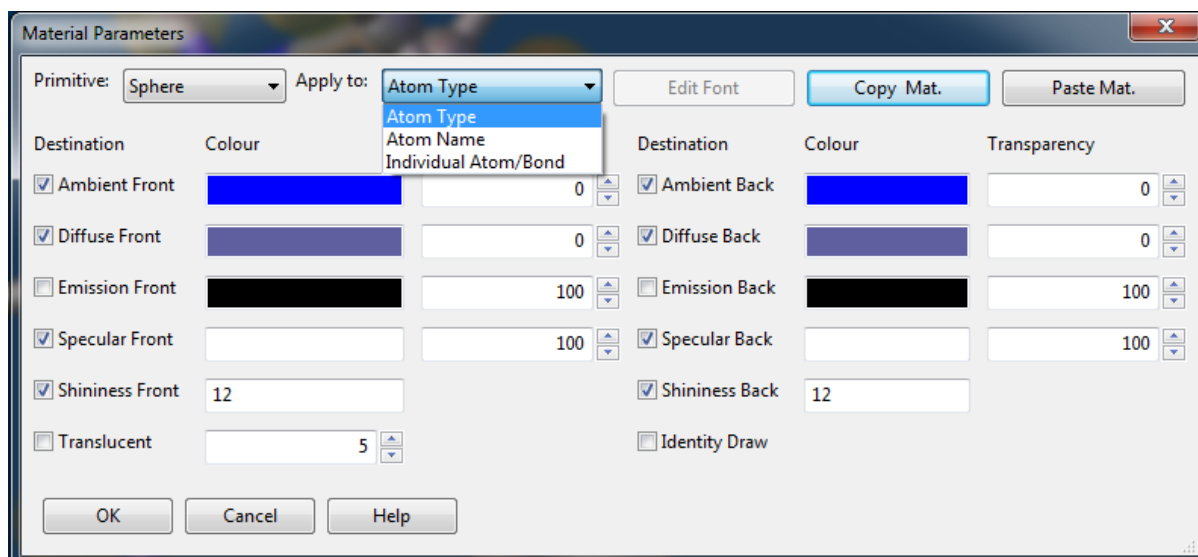 Material Parameters
Primitive: Sphere Apply to: Atom Type Edit Font Copy Mat. Paste Mat.
Atom Type
Atom Name
Individual Atom/Bond
Destination Colour Destination Colour Transparency
Ambient Front 0 Ambient Back 0
Diffuse Front 0 Diffuse Back 0
Emission Front 100 Emission Back 100
Specular Front 100 Specular Back 100
Shininess Front 12 Shininess Back 12
Translucent 5 Identity Draw
OK Cancel Help